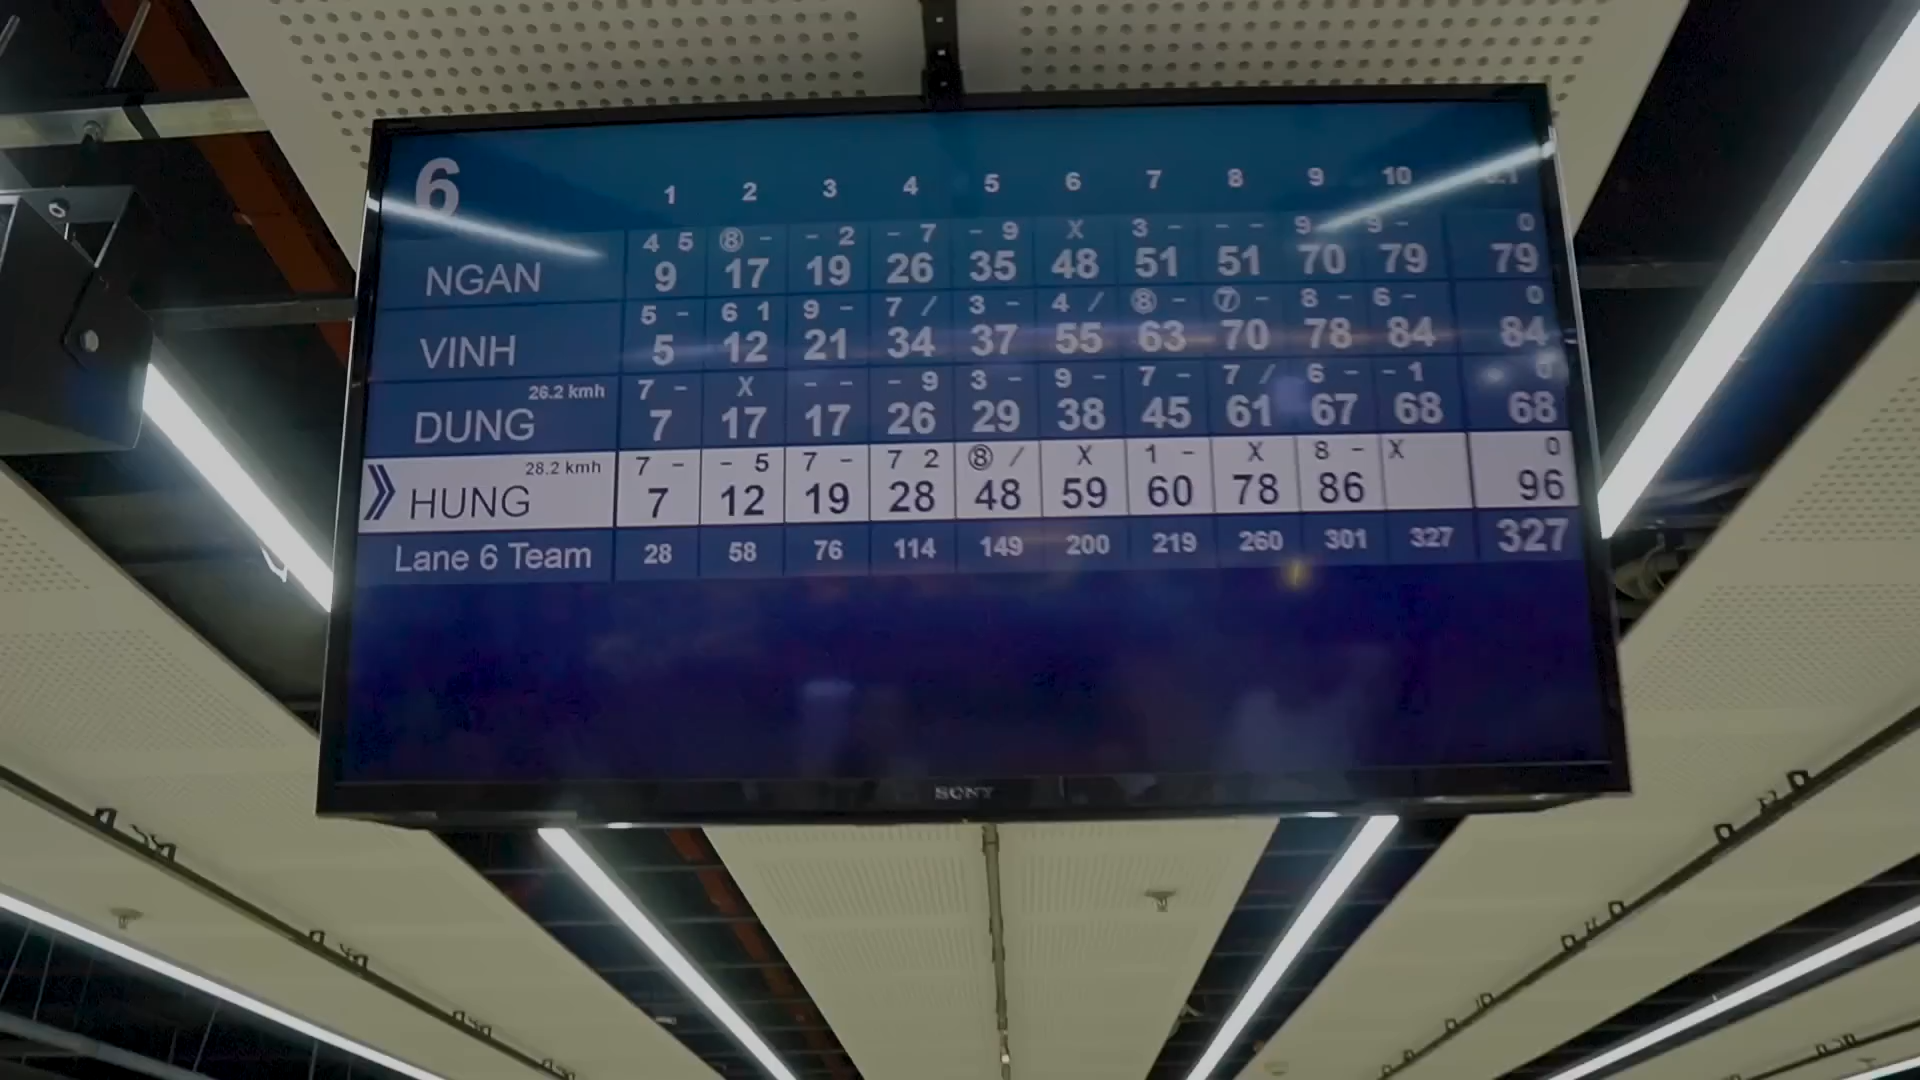 6 1 2 3 4 5 6 7 8 9 10
4 5 ⑧ - - 2 - 7 - 9 X 3 - - - 9 - 9 - 0
NGAN 9 17 19 26 35 48 51 51 70 79 79
5 - 6 1 9 - 7 / 3 - 4 / ⑧ - ⑦ - 8 - 6 - 0
VINH 5 12 21 34 37 55 63 70 78 84 84
26.2 kmh 7 - X - - - 9 3 - 9 - 7 - 7 / 6 - - 1 0
DUNG 7 17 17 26 29 38 45 61 67 68 68
28.2 kmh 7 - - 5 7 - 7 2 ⑧ / X 1 - X 8 - X 0
HUNG 7 12 19 28 48 59 60 78 86 96
Lane 6 Team 28 58 76 114 149 200 219 260 301 327 327
SONY